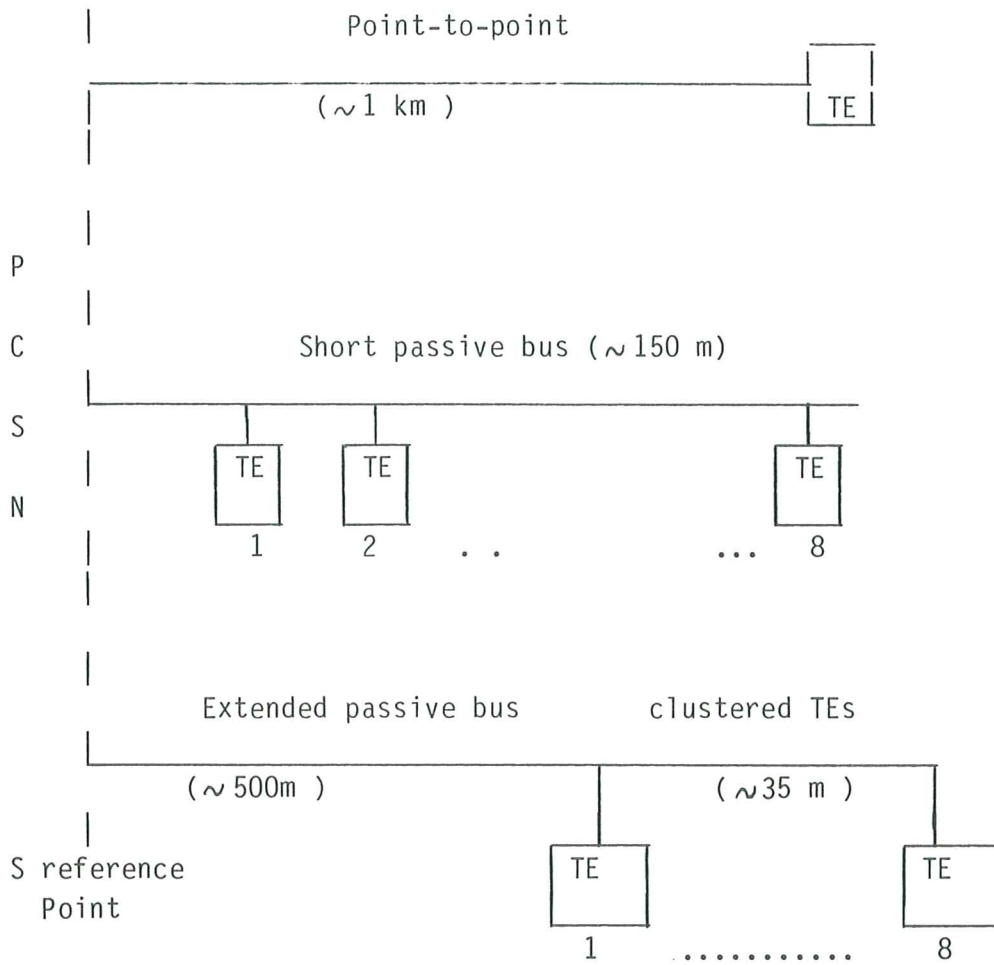 Point-to-point
(~1 km )
TE
P
C
S
N
Short passive bus (~150 m)
TE TE TE
1 2 . . ... 8
Extended passive bus clustered TEs
(~500m ) (~35 m )
S reference
Point
TE TE
1 ........... 8